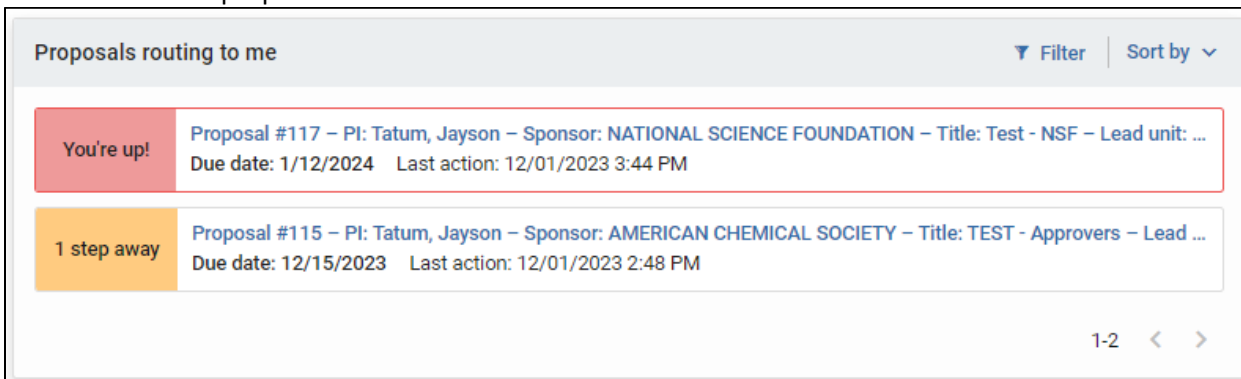 Proposals routing to me
Filter
Sort by
You're up!
Proposal #117 – PI: Tatum, Jayson – Sponsor: NATIONAL SCIENCE FOUNDATION – Title: Test - NSF – Lead unit: ...
Due date: 1/12/2024 Last action: 12/01/2023 3:44 PM
1 step away
Proposal #115 – PI: Tatum, Jayson – Sponsor: AMERICAN CHEMICAL SOCIETY – Title: TEST - Approvers – Lead ...
Due date: 12/15/2023 Last action: 12/01/2023 2:48 PM
1-2